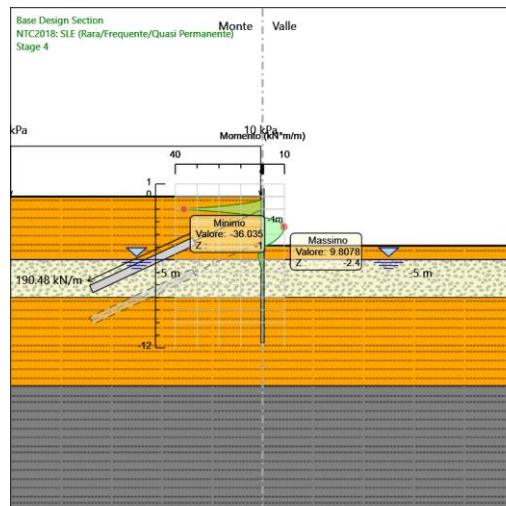 Base Design Section
NTC2018: SLE (Rara/Frequente/Quasi Permanente)
Stage 4
Monte
Valle
kPa
10 kPa
Momento (kN*m/m)
40
10
1
0
-1m
Minimo
Valore: -36.035
Z : -1
Massimo
Valore: 9.8078
Z : -2.4
190.48 kN/m
-5 m
-5 m
-12